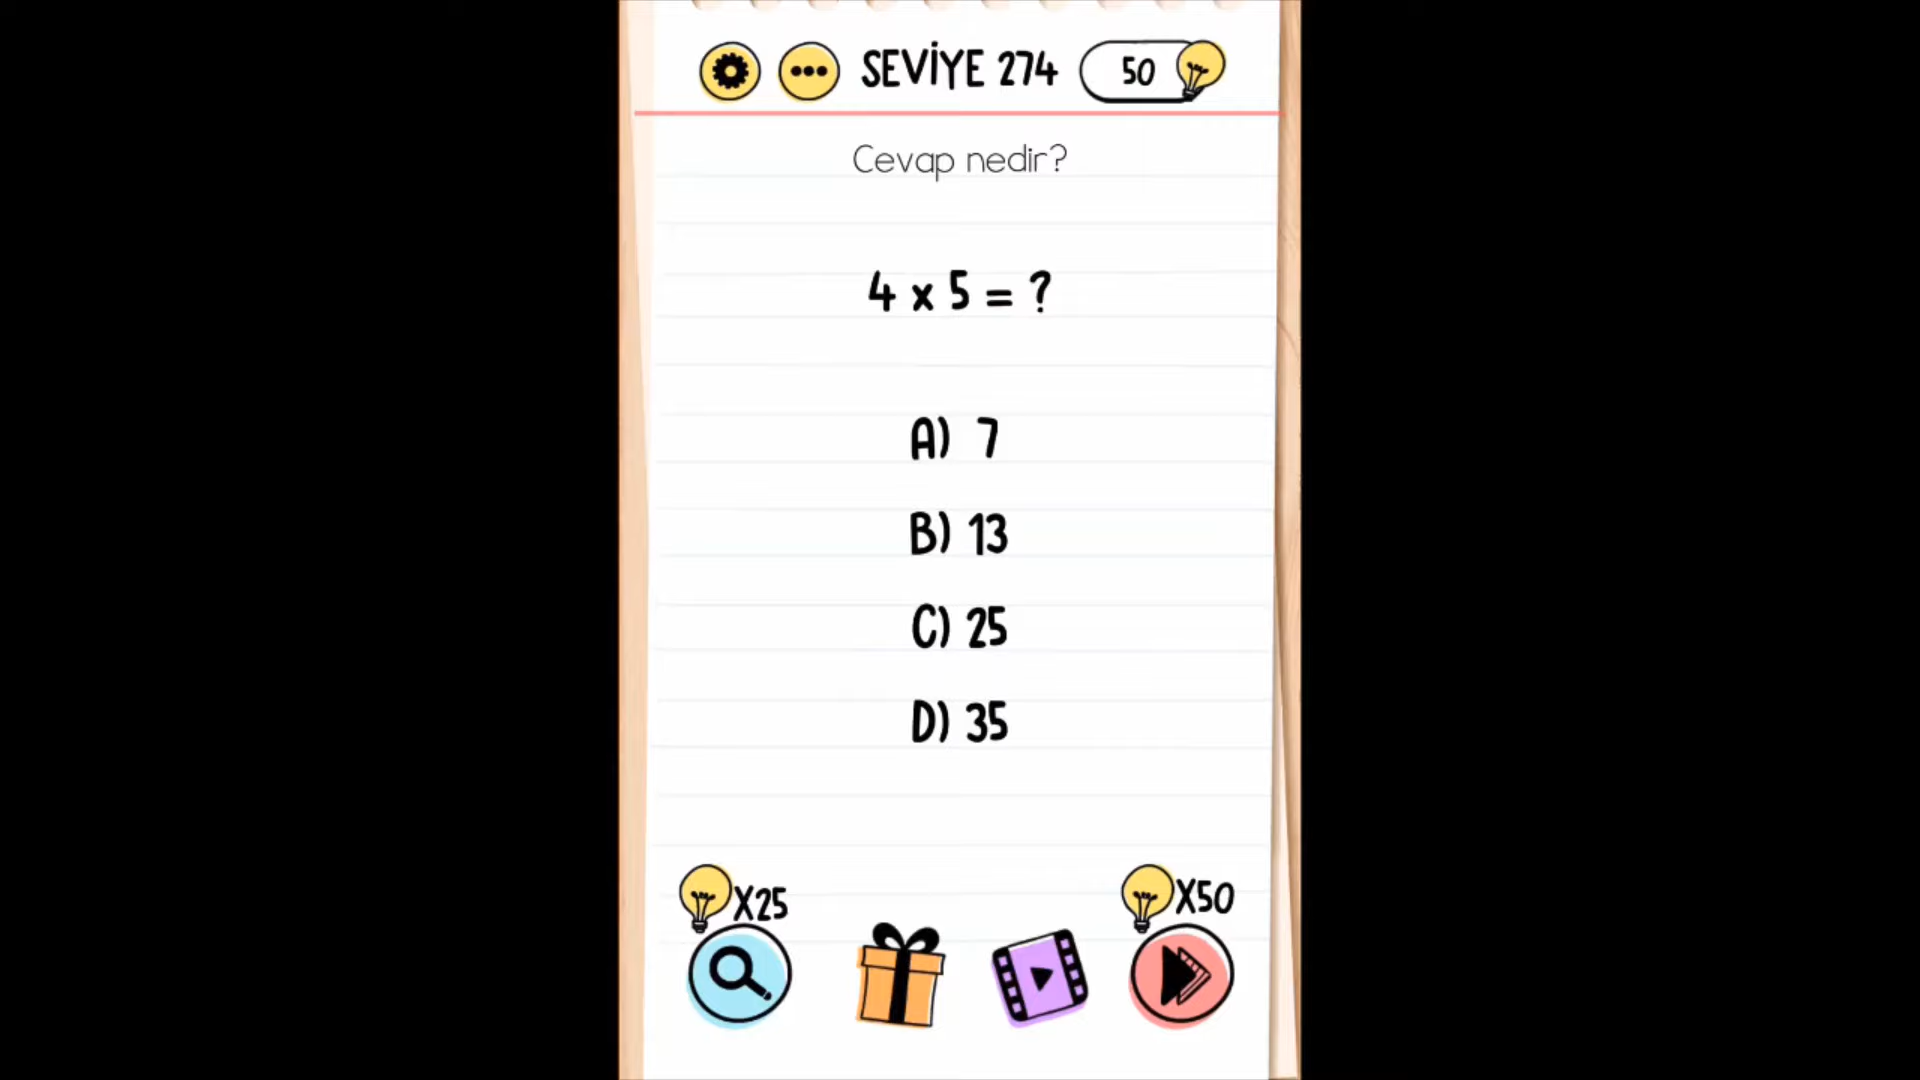 SEVİYE 274
50
Cevap nedir?
4 x 5 = ?
A) 7
B) 13
C) 25
D) 35
X25
X50